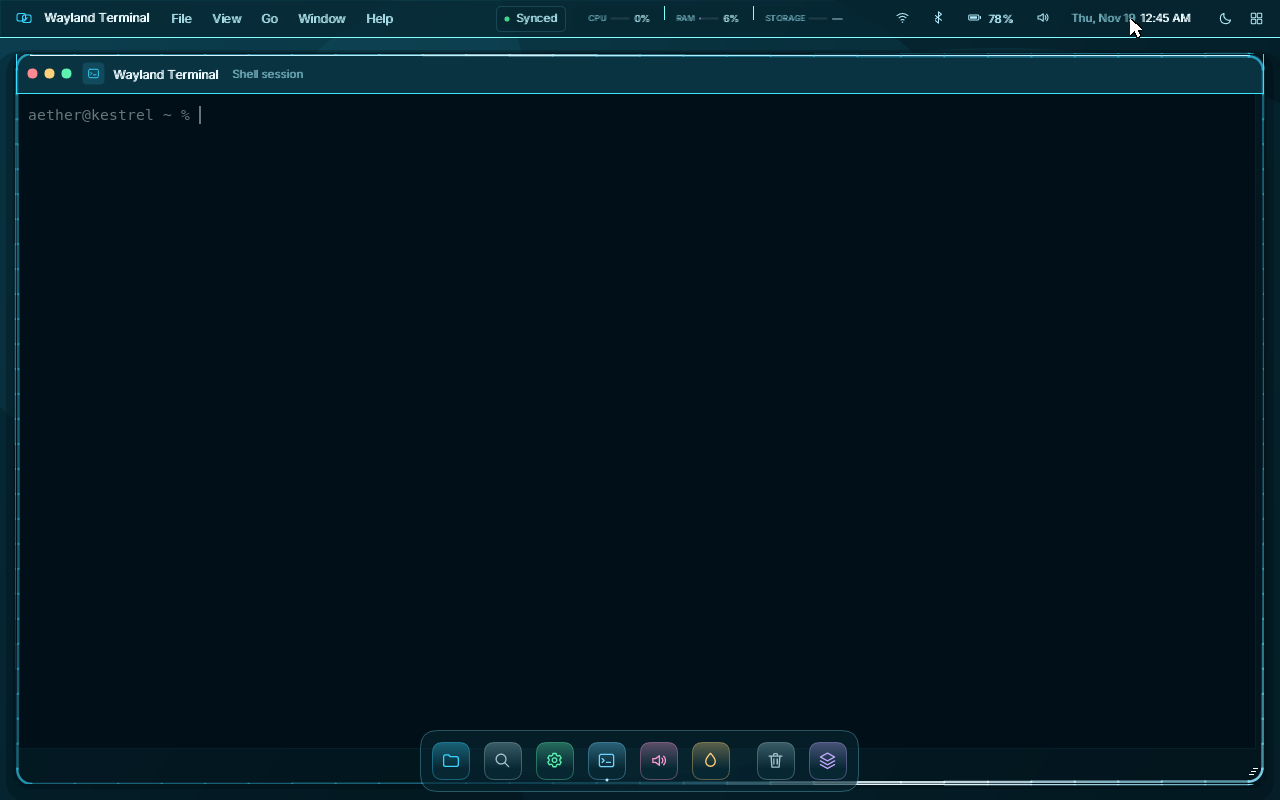 Wayland Terminal File View Go Window Help Synced CPU 0% RAM 6% STORAGE — 78% Thu, Nov 12:45 AM
Wayland Terminal Shell session
aether@kestrel ~ %